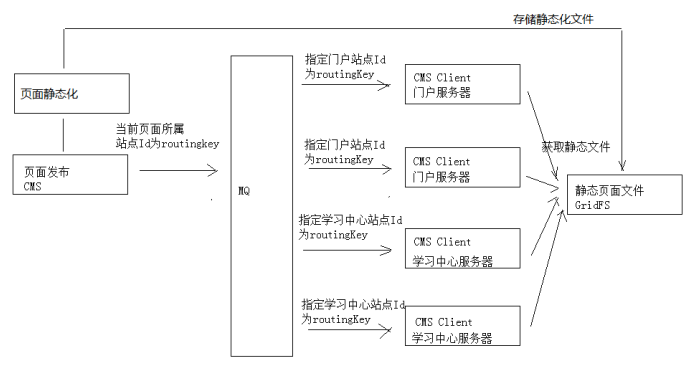 存储静态化文件
页面静态化
当前页面所属
站点Id为routingkey
页面发布
CMS
MQ
指定门户站点Id
为routingKey
CMS Client
门户服务器
指定门户站点Id
为routingKey
CMS Client
门户服务器
指定学习中心站点Id
为routingKey
CMS Client
学习中心服务器
指定学习中心站点Id
为routingKey
CMS Client
学习中心服务器
获取静态文件
静态页面文件
GridFS